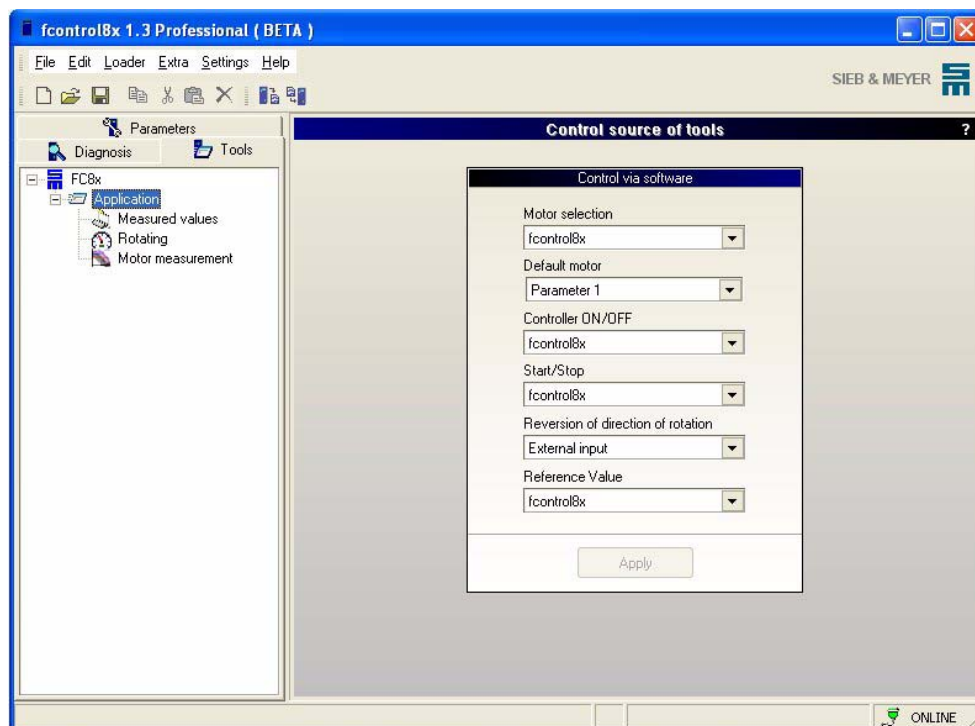 fcontrol8x 1.3 Professional ( BETA )
File Edit Loader Extra Settings Help
SIEB & MEYER
Parameters
Diagnosis Tools
Control source of tools ?
FC8x
Application
Measured values
Rotating
Motor measurement
Control via software
Motor selection
fcontrol8x
Default motor
Parameter 1
Controller ON/OFF
fcontrol8x
Start/Stop
fcontrol8x
Reversion of direction of rotation
External input
Reference Value
fcontrol8x
Apply
ONLINE